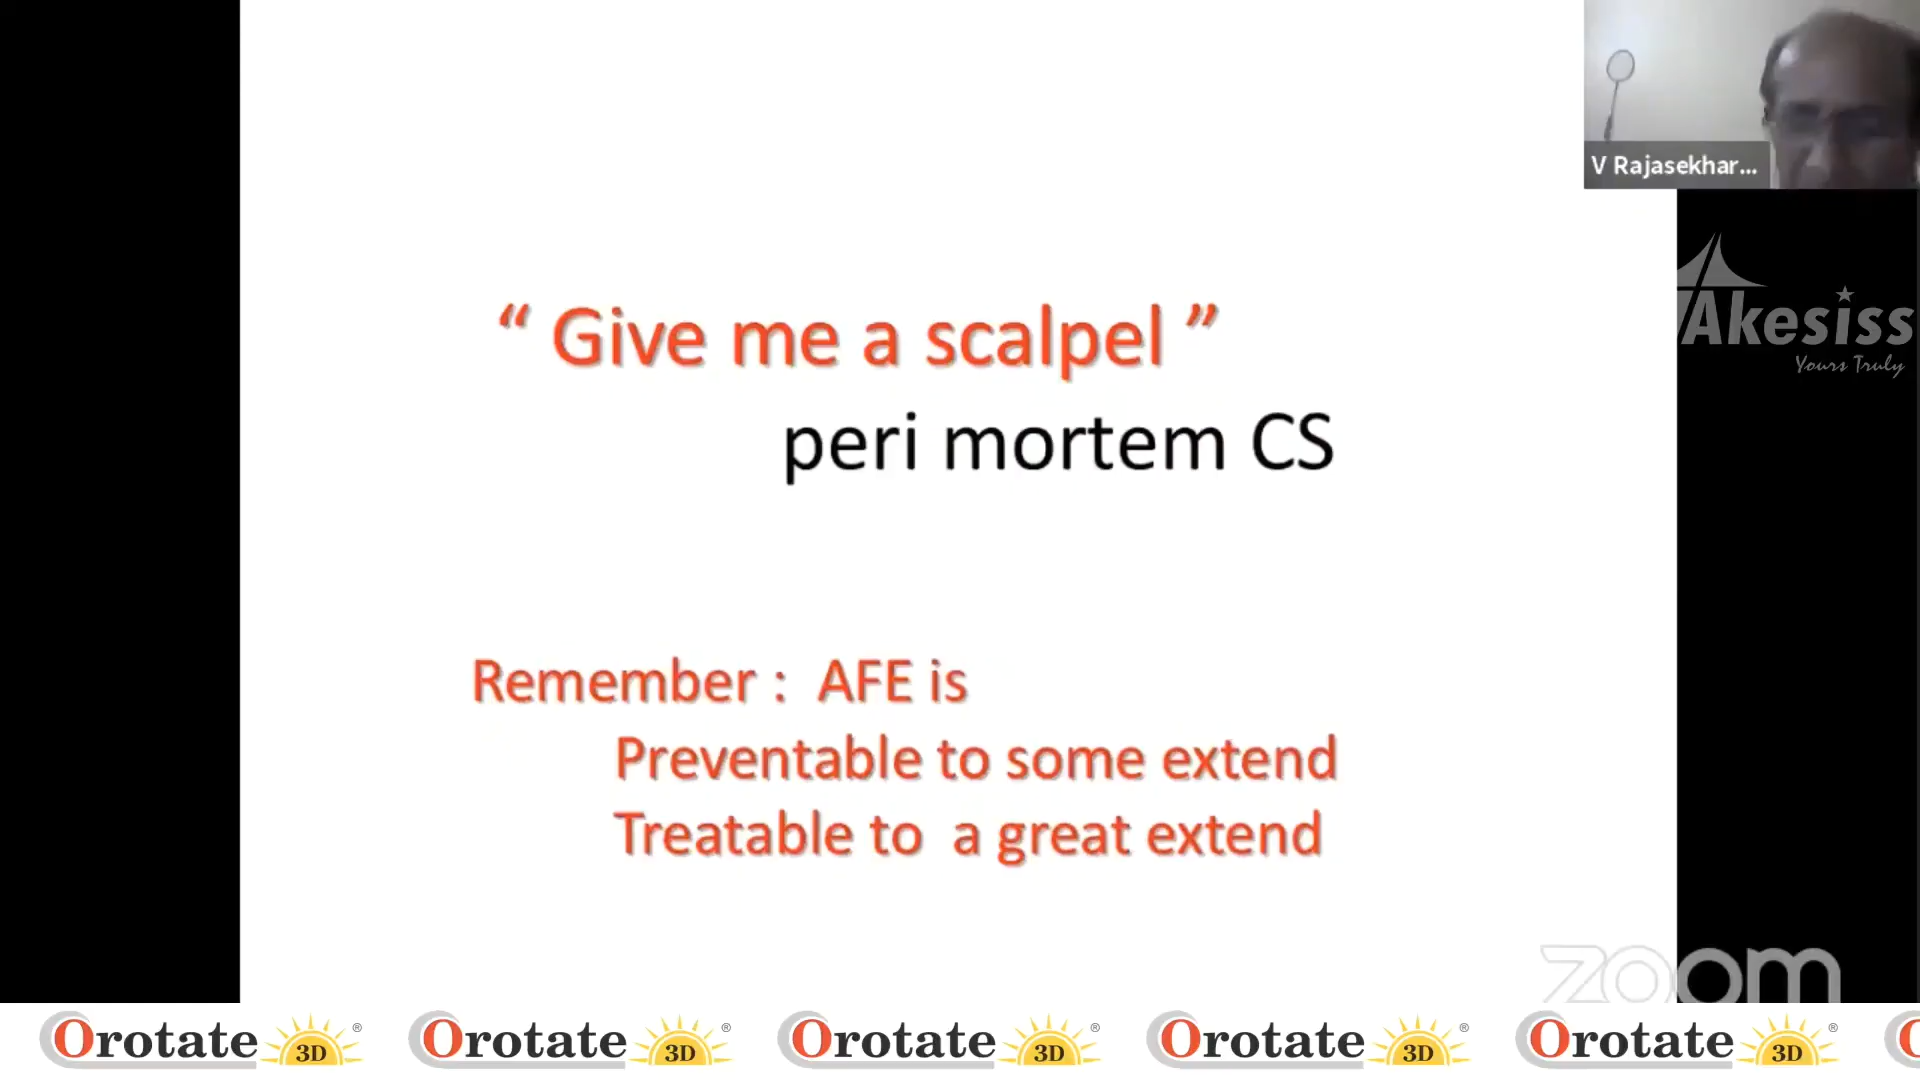 V Rajasekhar...
Akesiss
Yours Truly
“ Give me a scalpel ”
peri mortem CS
Remember : AFE is
Preventable to some extend
Treatable to a great extend
zoom
Orotate 3D ® Orotate 3D ® Orotate 3D ® Orotate 3D ® Orotate 3D ®